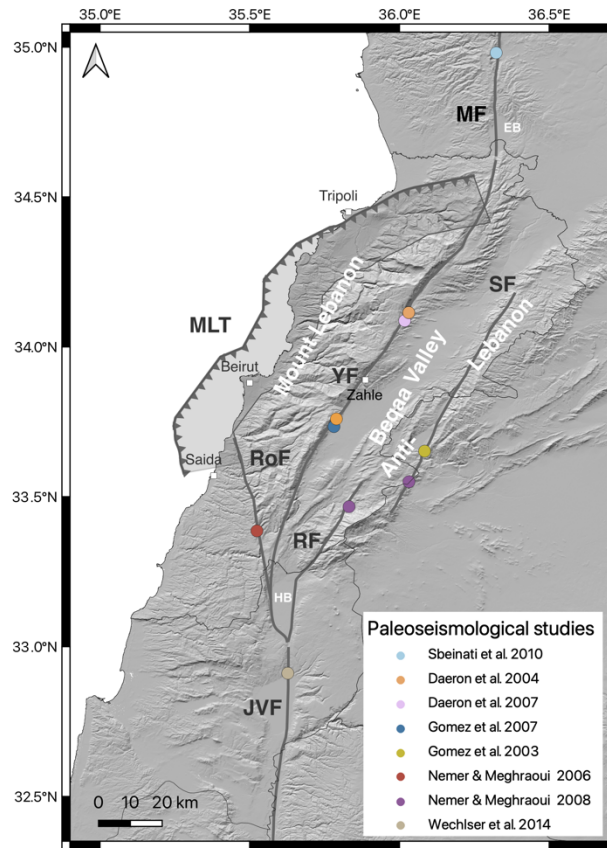 35.0°
35.5°
36.0°
36.5°
35.0°N
34.5°N
34.0°N
33.5°N
33.0°N
32.5°N
MF
EB
Tripoli
SF
MLT
Mount Lebanon
Beirut
YF
Zahle
Beqaa Valley
Anti-Lebanon
Saida
RoF
RF
HB
JVF
0 10 20 km
Paleoseismological studies
Sbeinati et al. 2010
Daeron et al. 2004
Daeron et al. 2007
Gomez et al. 2007
Gomez et al. 2003
Nemer & Meghraoui 2006
Nemer & Meghraoui 2008
Wechlser et al. 2014